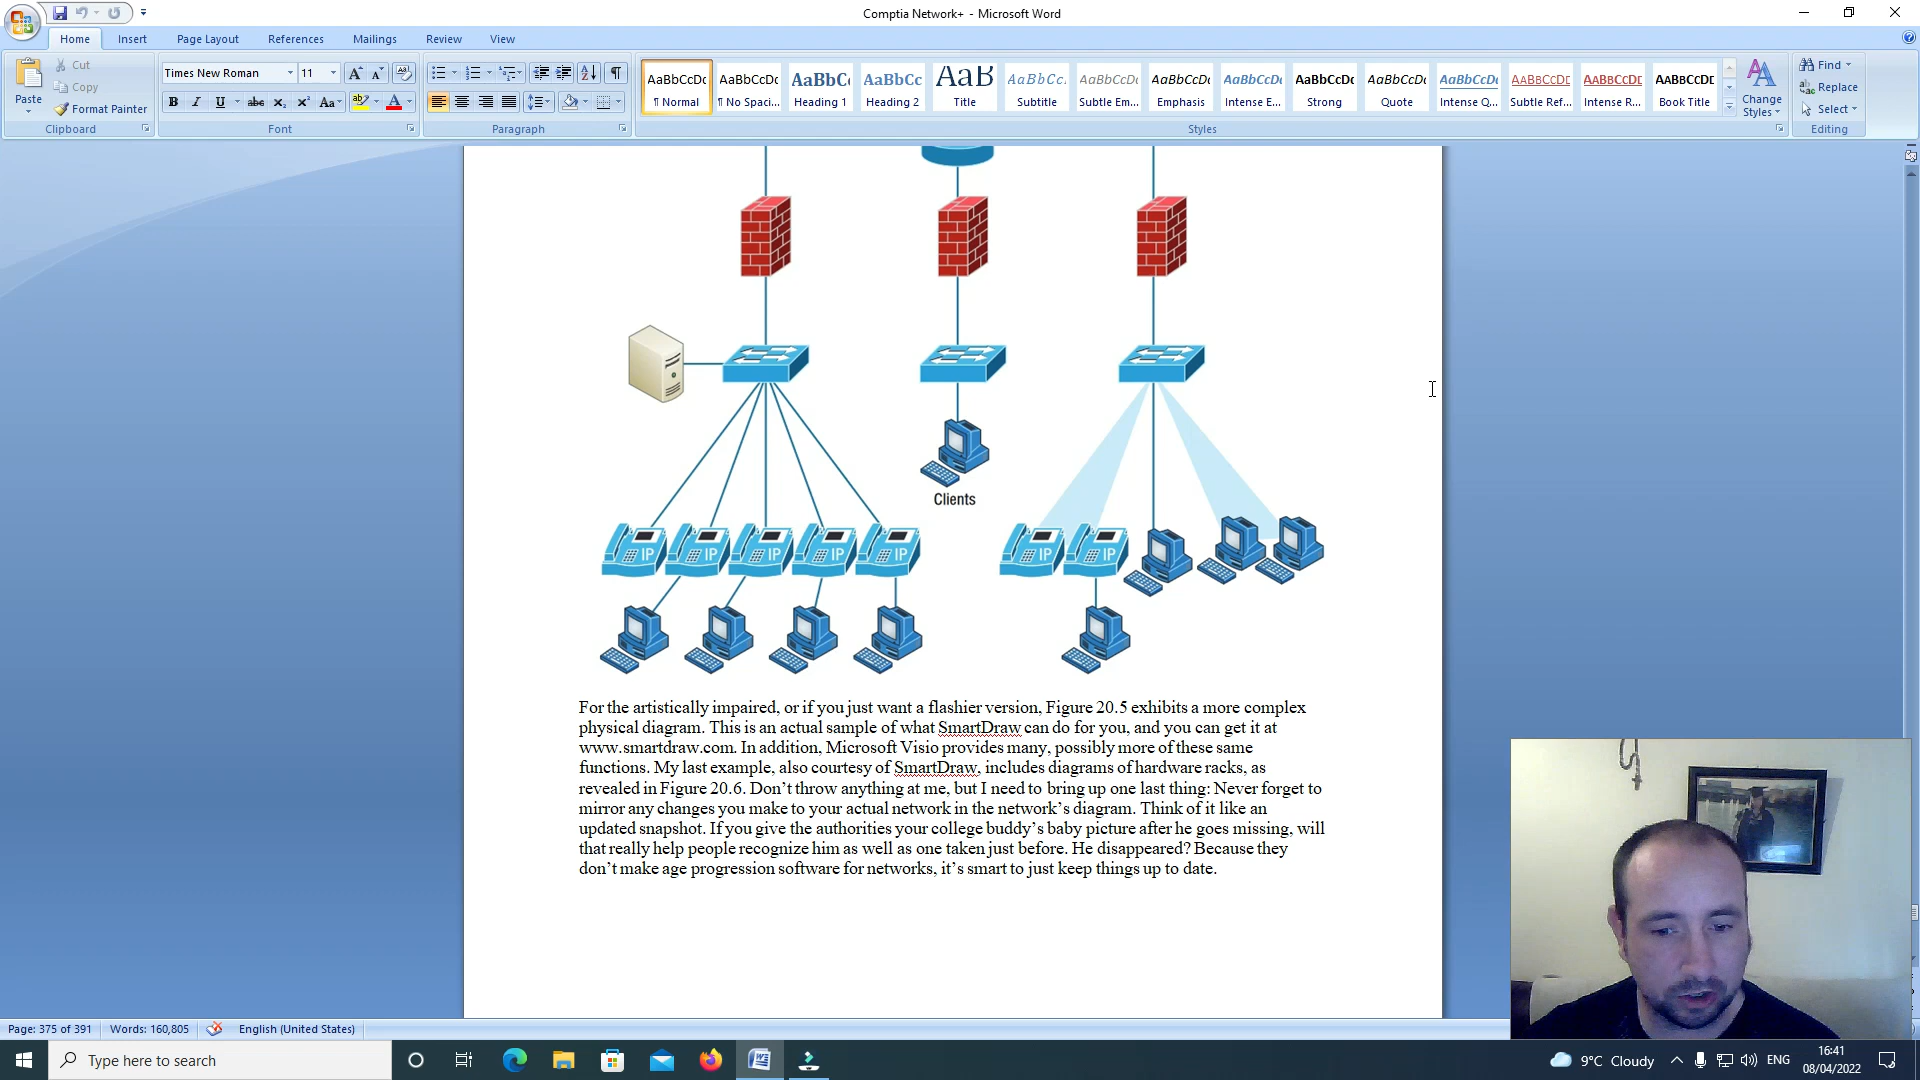 Comptia Network+ - Microsoft Word
Home Insert Page Layout References Mailings Review View
Paste
Cut
Copy
Format Painter
Clipboard
Times New Roman 11
Font
Paragraph
AaBbCcDc AaBbCcDc AaBbC( AaBbCc AaB AaBbCc. AaBbCcDc AaBbCcDc AaBbCcDc AaBbCcDc AaBbCcDc AaBbCcDc AABBCCDE AABBCCDE AABBCCDE
¶ Normal ¶ No Spaci... Heading 1 Heading 2 Title Subtitle Subtle Em... Emphasis Intense E... Strong Quote Intense Q... Subtle Ref... Intense R... Book Title
Change
Styles
Styles
Find
Replace
Select
Editing
Clients
IP IP IP IP IP IP IP
For the artistically impaired, or if you just want a flashier version, Figure 20.5 exhibits a more complex
physical diagram. This is an actual sample of what SmartDraw can do for you, and you can get it at
www.smartdraw.com. In addition, Microsoft Visio provides many, possibly more of these same
functions. My last example, also courtesy of SmartDraw, includes diagrams of hardware racks, as
revealed in Figure 20.6. Don't throw anything at me, but I need to bring up one last thing: Never forget to
mirror any changes you make to your actual network in the network's diagram. Think of it like an
updated snapshot. If you give the authorities your college buddy's baby picture after he goes missing, will
that really help people recognize him as well as one taken just before. He disappeared? Because they
don't make age progression software for networks, it's smart to just keep things up to date.
Page: 375 of 391 Words: 160,805 English (United States)
Type here to search
9°C Cloudy
ENG
16:41
08/04/2022